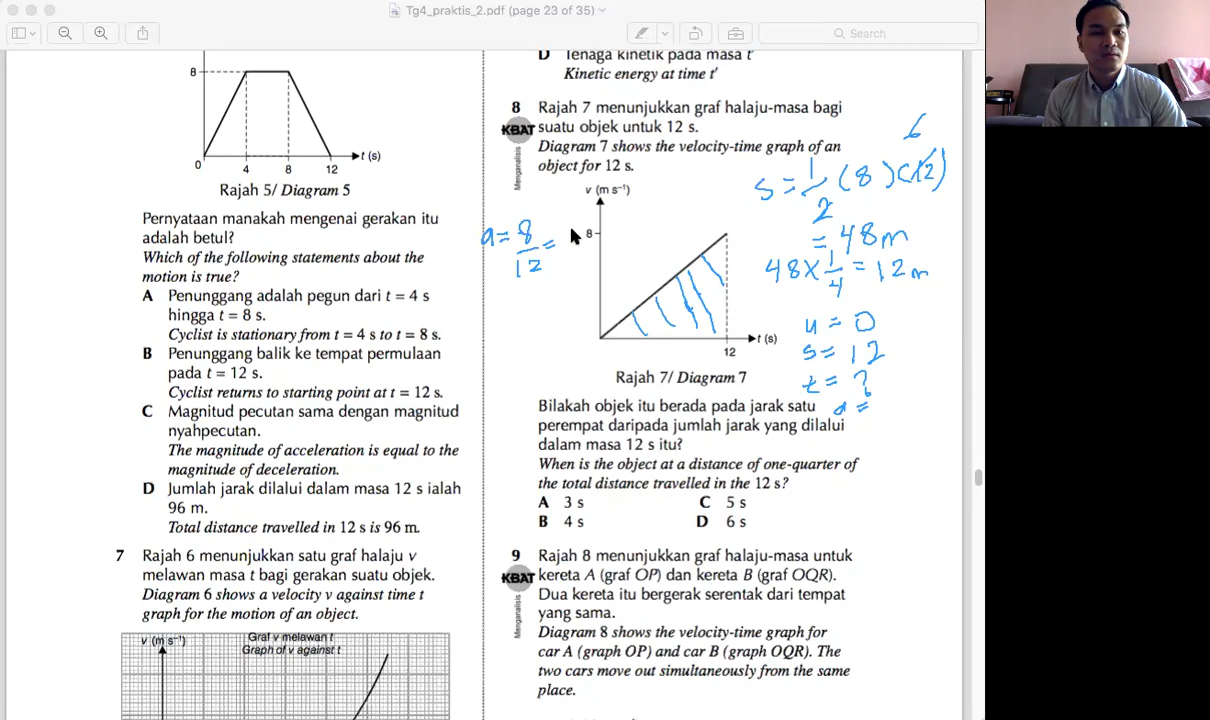 Tg4_praktis_2.pdf (page 23 of 35)
Search
8
0
4
8
12
t (s)
Rajah 5/ Diagram 5
Pernyataan manakah mengenai gerakan itu
adalah betul?
Which of the following statements about the
motion is true?
A Penunggang adalah pegun dari t = 4 s
hingga t = 8 s.
Cyclist is stationary from t = 4 s to t = 8 s.
B Penunggang balik ke tempat permulaan
pada t = 12 s.
Cyclist returns to starting point at t = 12 s.
C Magnitud pecutan sama dengan magnitud
nyahpecutan.
The magnitude of acceleration is equal to the
magnitude of deceleration.
D Jumlah jarak dilalui dalam masa 12 s ialah
96 m.
Total distance travelled in 12 s is 96 m.
7 Rajah 6 menunjukkan satu graf halaju v
melawan masa t bagi gerakan suatu objek.
Diagram 6 shows a velocity v against time t
graph for the motion of an object.
v (m s⁻¹)
Graf v melawan t
Graph of v against t
D Tenaga kinetik pada masa t'
Kinetic energy at time t'
8 Rajah 7 menunjukkan graf halaju-masa bagi
KBAT suatu objek untuk 12 s.
Menganalisis
Diagram 7 shows the velocity-time graph of an
object for 12 s.
v (m s⁻¹)
8
12
t (s)
a = 8/12 =
6
s = 1/2 (8)(12)
= 48 m
48 × 1/4 = 12 m
u = 0
s = 12
t = ?
a =
Rajah 7/ Diagram 7
Bilakah objek itu berada pada jarak satu
perempat daripada jumlah jarak yang dilalui
dalam masa 12 s itu?
When is the object at a distance of one-quarter of
the total distance travelled in the 12 s?
A 3 s C 5 s
B 4 s D 6 s
9 Rajah 8 menunjukkan graf halaju-masa untuk
KBAT kereta A (graf OP) dan kereta B (graf OQR).
Menganalisis
Dua kereta itu bergerak serentak dari tempat
yang sama.
Diagram 8 shows the velocity-time graph for
car A (graph OP) and car B (graph OQR). The
two cars move out simultaneously from the same
place.